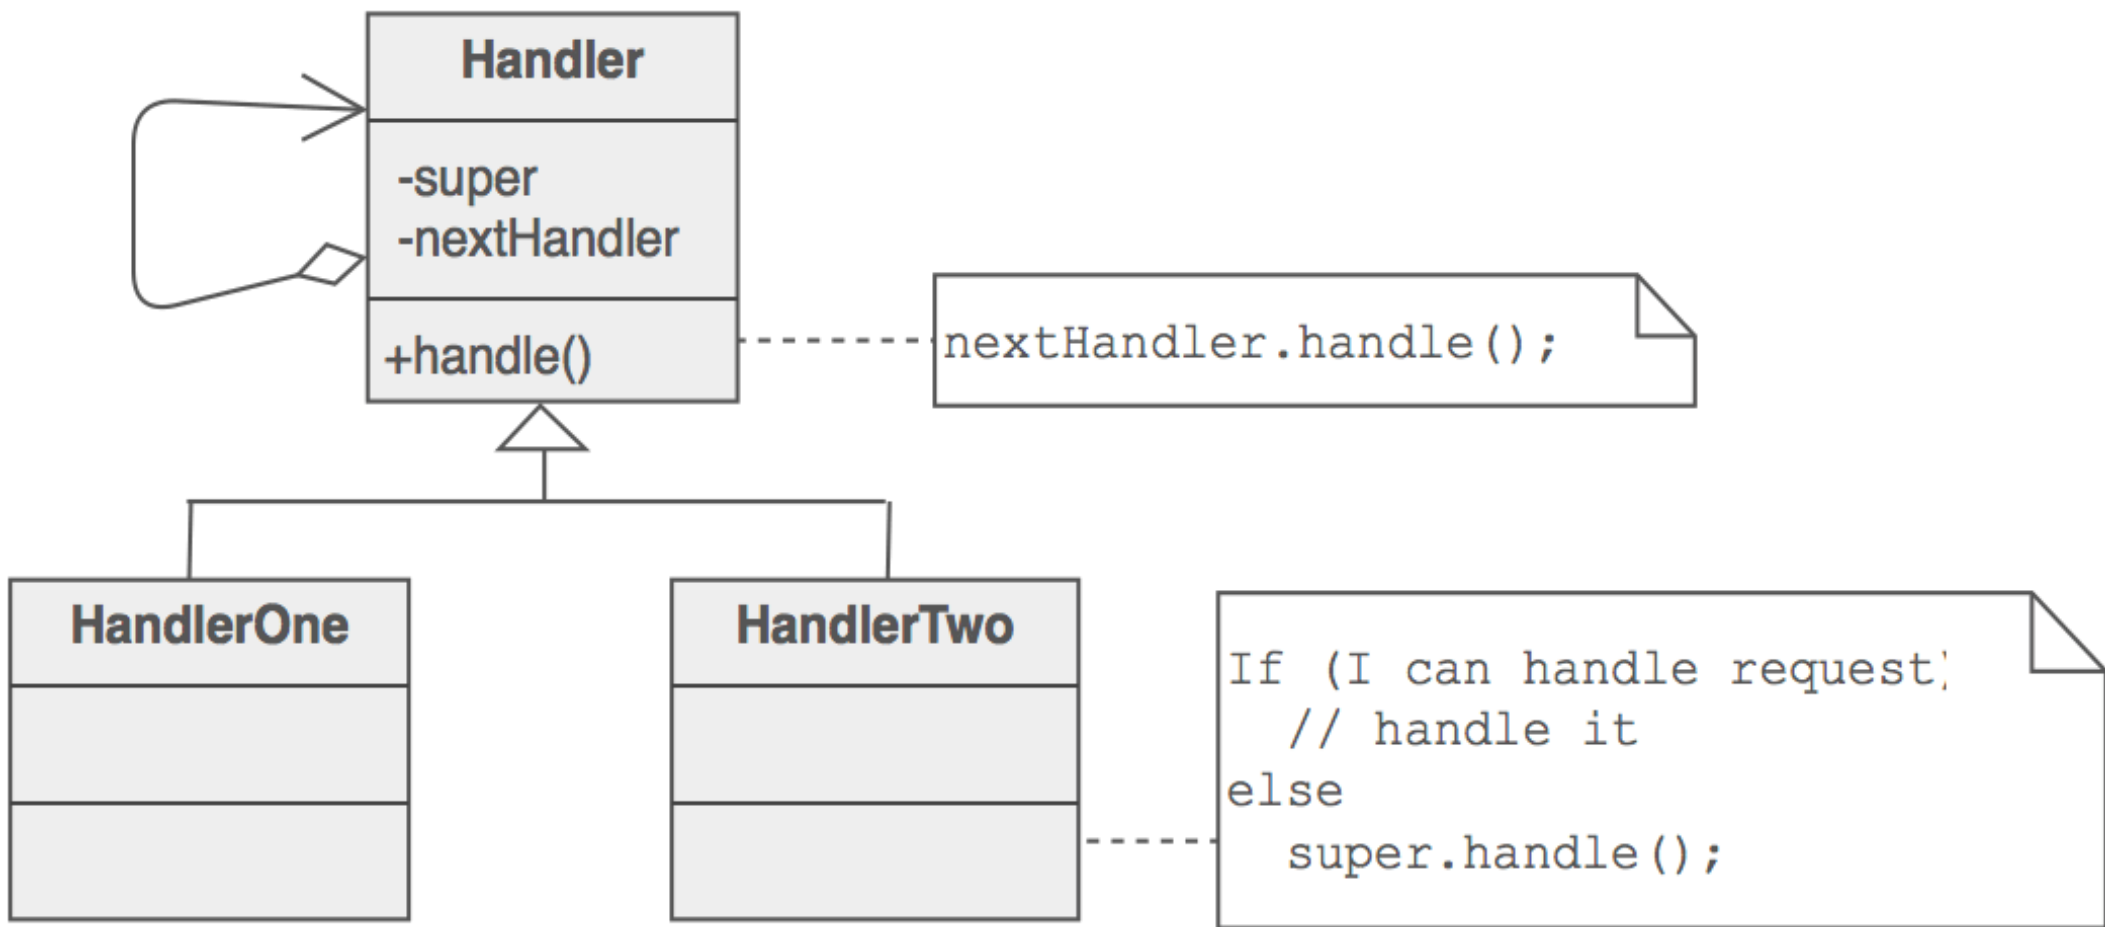 Handler
-super
-nextHandler
+handle()
nextHandler.handle();
HandlerOne
HandlerTwo
If (I can handle request)
// handle it
else
super.handle();